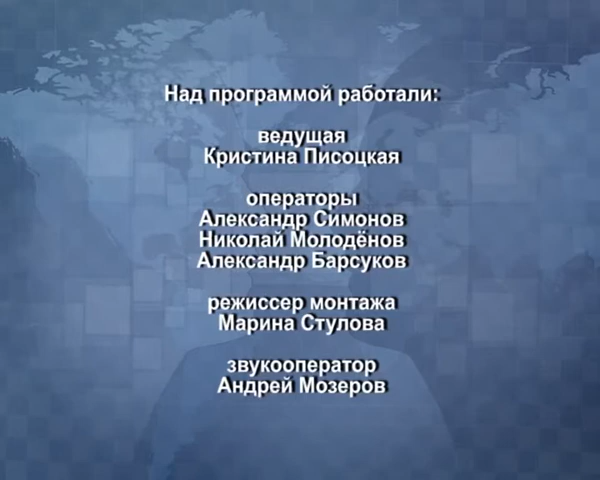 Над программой работали:
ведущая
Кристина Писоцкая
операторы
Александр Симонов
Николай Молодёнов
Александр Барсуков
режиссер монтажа
Марина Стулова
звукооператор
Андрей Мозеров